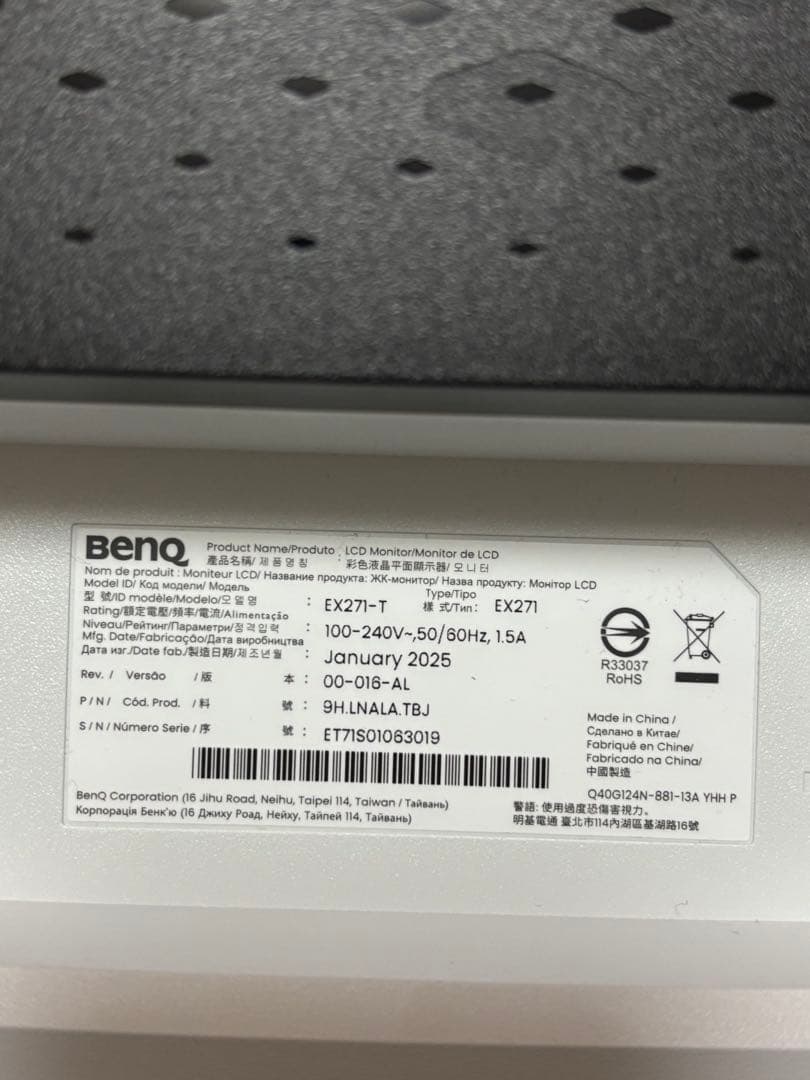 BenQ
Product Name/Produto : LCD Monitor/Monitor de LCD
產品名稱/ 제품명칭 : 彩色液晶平面顯示器/ 모니터
Nom de produit : Moniteur LCD/ Название продукта: ЖК-монитор/ Назва продукту: Монітор LCD
Model ID/ Код модели/ Модель
型 號/ID modèle/Modelo/모델명 : EX271-T
Type/Tipo
樣 式/Тип: EX271
Rating/額定電壓/頻率/電流/Alimentação
Niveau/Рейтинг/Параметри/정격입력 : 100-240V~,50/60Hz, 1.5A
Mfg. Date/Fabricação/Дата виробництва
Дата изг./Date fab./製造日期/제조년월 : January 2025
Rev. / Versão / 版 本 : 00-016-AL
P / N / Cód. Prod. / 料 號 : 9H.LNALA.TBJ
S / N / Número Serie / 序 號 : ET71S01063019
R33037
RoHS
Made in China /
Сделано в Китае/
Fabriqué en Chine/
Fabricado na China/
中國製造
Q40G124N-881-13A YHH P
BenQ Corporation (16 Jihu Road, Neihu, Taipei 114, Taiwan / Тайвань)
Корпорація Бенк'ю (16 Джиху Роад, Нейху, Тайпей 114, Тайвань)
警語: 使用過度恐傷害視力。
明基電通 臺北市114內湖區基湖路16號